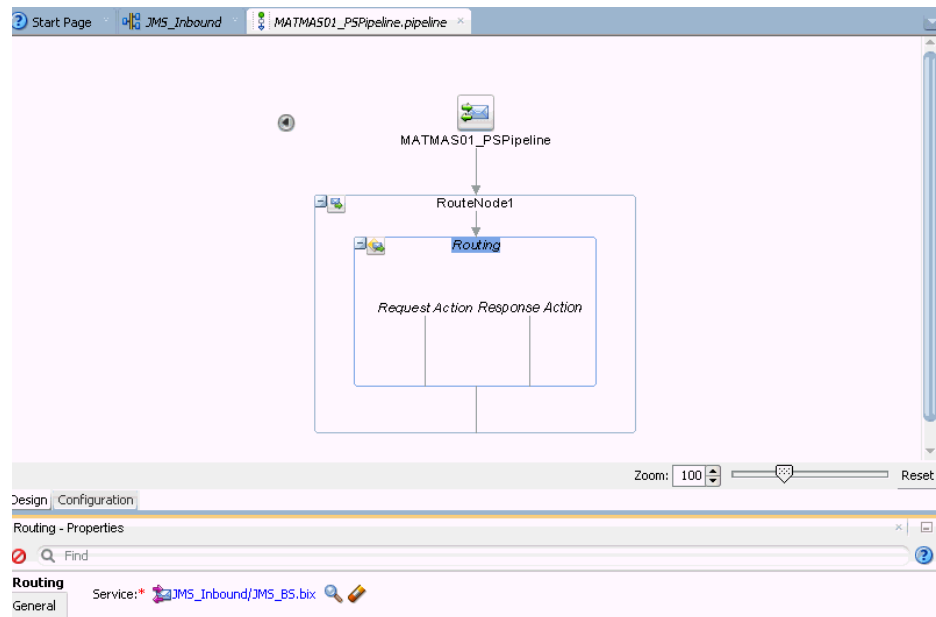 Start Page JMS_Inbound MATMAS01_PSPipeline.pipeline
MATMAS01_PSPipeline
RouteNode1
Routing
Request Action Response Action
Zoom: 100 Reset
Design Configuration
Routing - Properties
Find
Routing
General
Service:* JMS_Inbound/JMS_BS.bix